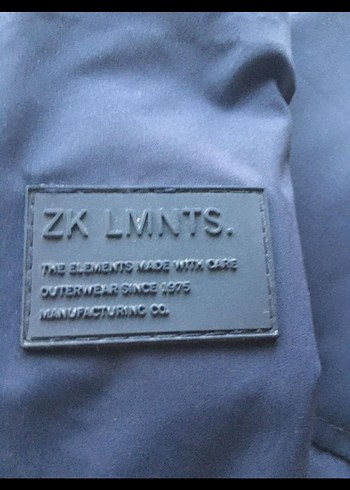 ZK LMNTS.
THE ELEMENTS MADE WITH CARE
OUTERWEAR SINCE 1975
MANUFACTURING CO.